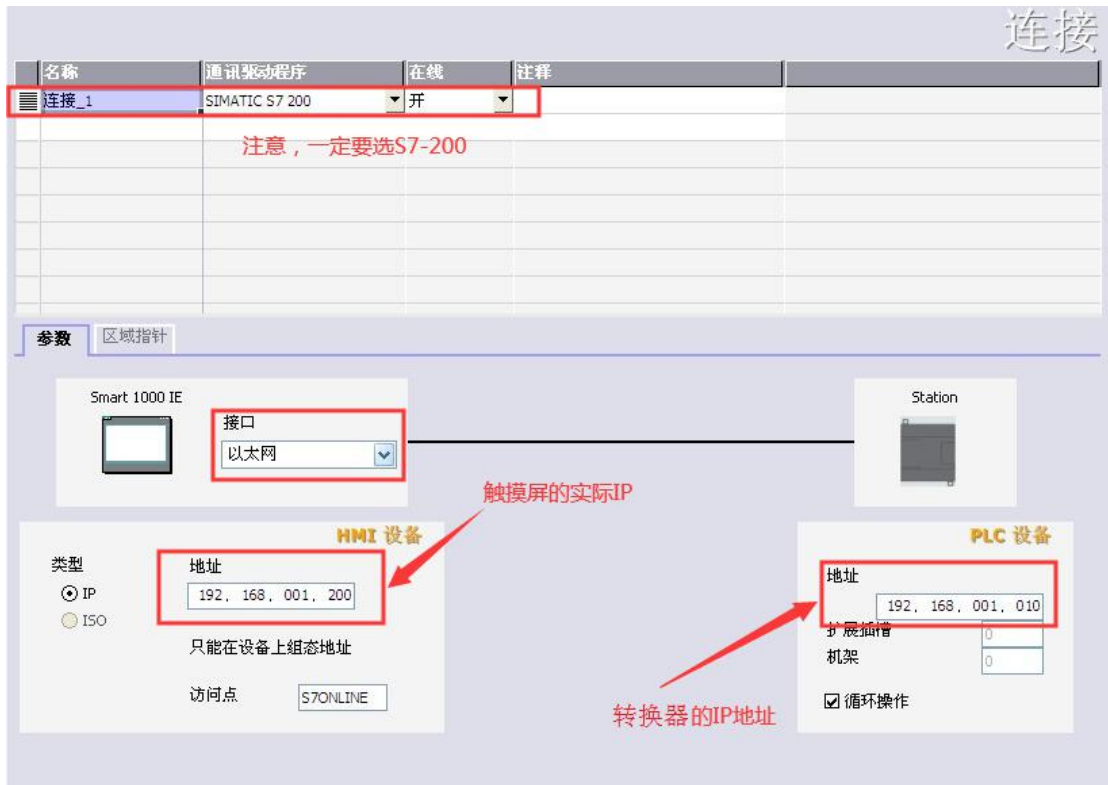 连接
名称 通讯驱动程序 在线 注释
连接_1 SIMATIC S7 200 开
注意，一定要选S7-200
参数 区域指针
Smart 1000 IE
接口
以太网
Station
触摸屏的实际IP
HMI 设备
类型
IP
ISO
地址
192. 168. 001. 200
只能在设备上组态地址
访问点 S7ONLINE
PLC 设备
地址
192. 168. 001. 010
扩展插槽 0
机架 0
循环操作
转换器的IP地址